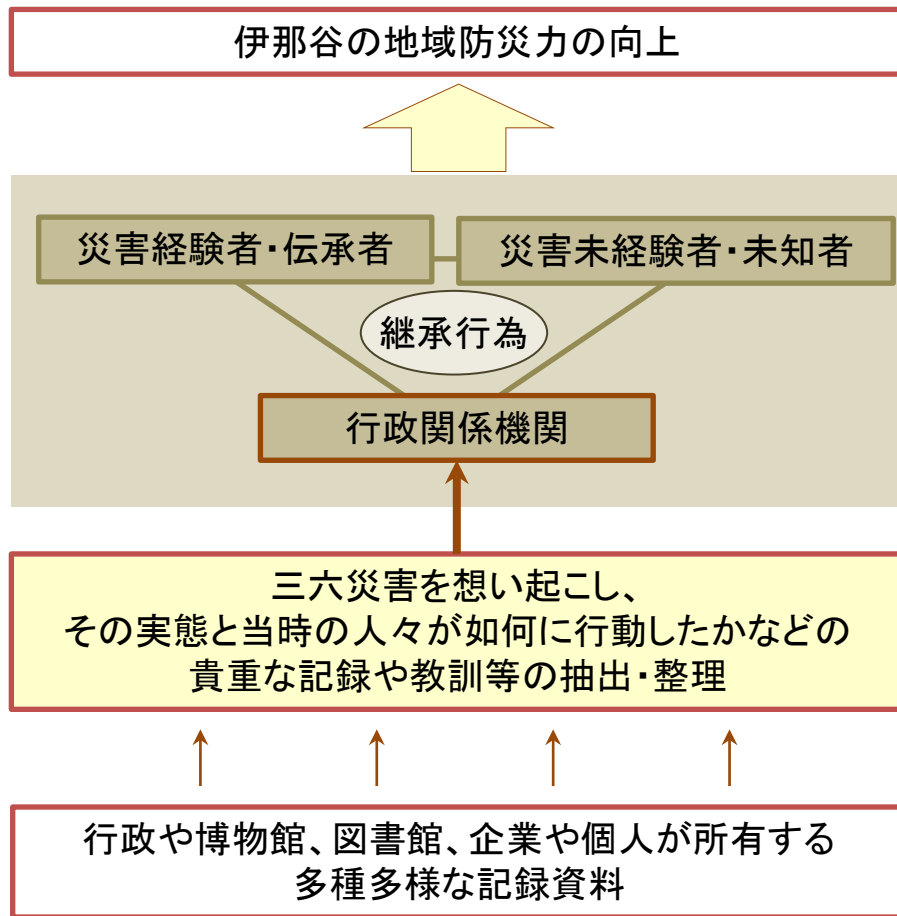 伊那谷の地域防災力の向上
災害経験者・伝承者
災害未経験者・未知者
継承行為
行政関係機関
三六災害を想い起こし、
その実態と当時の人々が如何に行動したかなどの
貴重な記録や教訓等の抽出・整理
行政や博物館、図書館、企業や個人が所有する
多種多様な記録資料